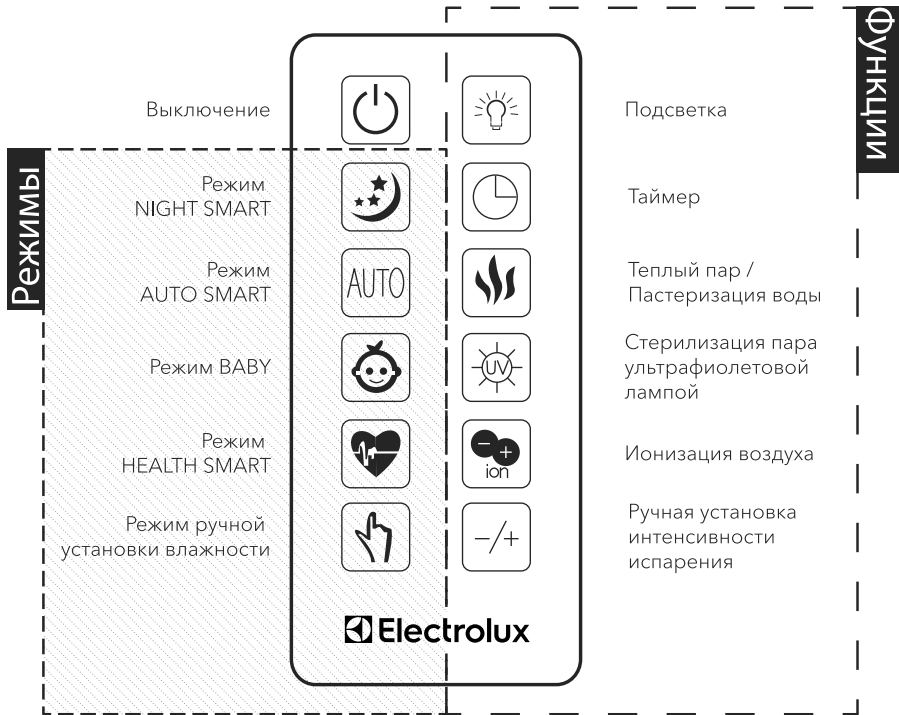 Функции
Выключение
Подсветка
Режимы
Режим
NIGHT SMART
Таймер
Режим
AUTO SMART
AUTO
Теплый пар /
Пастеризация воды
Режим BABY
UV
Стерилизация пара
ультрафиолетовой
лампой
Режим
HEALTH SMART
− +
ion
Ионизация воздуха
Режим ручной
установки влажности
−/+
Ручная установка
интенсивности
испарения
Electrolux